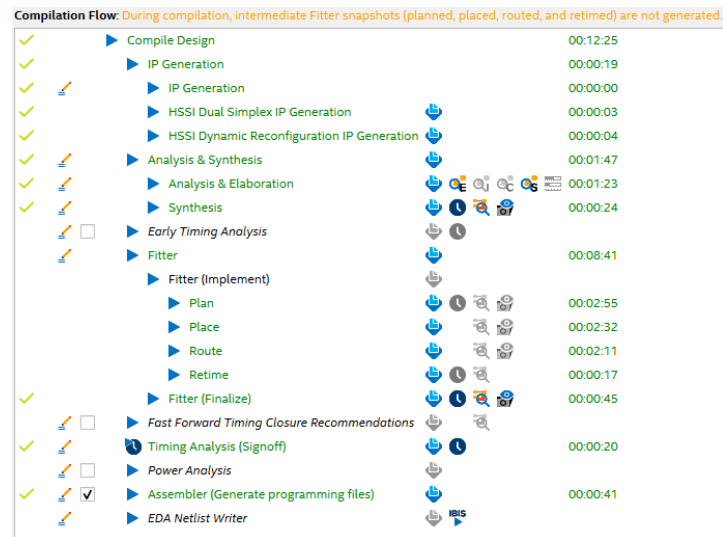 Compilation Flow: During compilation, intermediate Fitter snapshots (planned, placed, routed, and retimed) are not generated.
Compile Design 00:12:25
IP Generation 00:00:19
IP Generation 00:00:00
HSSI Dual Simplex IP Generation 00:00:03
HSSI Dynamic Reconfiguration IP Generation 00:00:04
Analysis & Synthesis 00:01:47
Analysis & Elaboration 00:01:23
Synthesis 00:00:24
Early Timing Analysis
Fitter 00:08:41
Fitter (Implement)
Plan 00:02:55
Place 00:02:32
Route 00:02:11
Retime 00:00:17
Fitter (Finalize) 00:00:45
Fast Forward Timing Closure Recommendations
Timing Analysis (Signoff) 00:00:20
Power Analysis
Assembler (Generate programming files) 00:00:41
EDA Netlist Writer IBIS